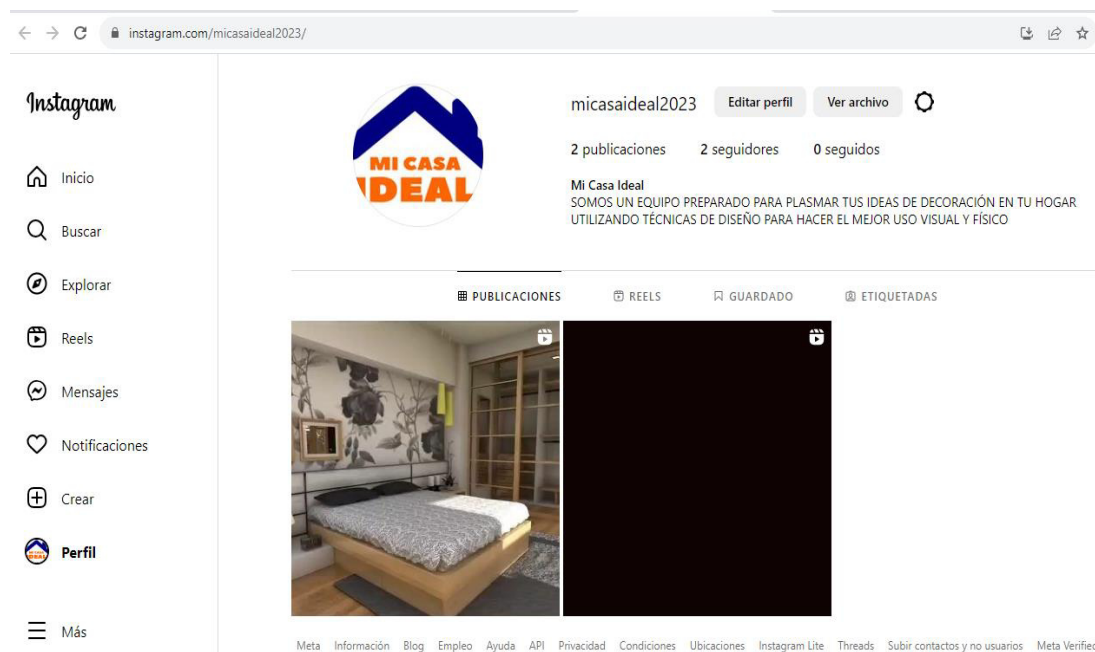 instagram.com/micasaideal2023/
Instagram
Inicio
Buscar
Explorar
Reels
Mensajes
Notificaciones
Crear
Perfil
Más
MI CASA
IDEAL
micasaideal2023 Editar perfil Ver archivo
2 publicaciones 2 seguidores 0 seguidos
Mi Casa Ideal
SOMOS UN EQUIPO PREPARADO PARA PLASMAR TUS IDEAS DE DECORACIÓN EN TU HOGAR
UTILIZANDO TÉCNICAS DE DISEÑO PARA HACER EL MEJOR USO VISUAL Y FÍSICO
PUBLICACIONES REELS GUARDADO ETIQUETADAS
Meta Información Blog Empleo Ayuda API Privacidad Condiciones Ubicaciones Instagram Lite Threads Subir contactos y no usuarios Meta Verified